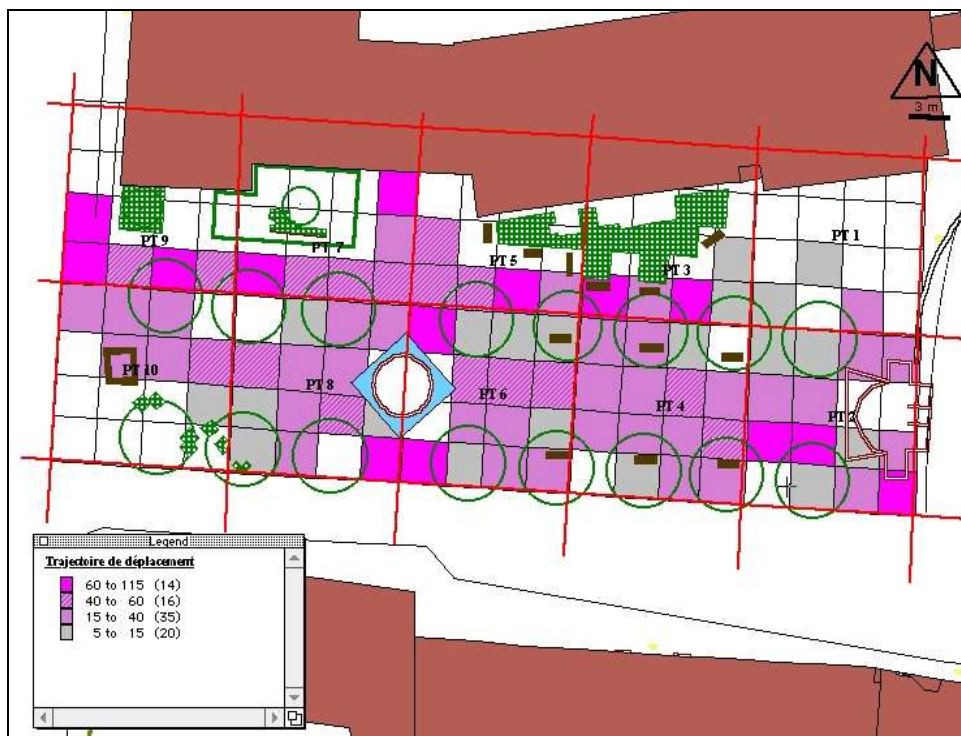 N
3 m
PT 1
PT 9
PT 7
PT 5
PT 3
PT 10
PT 8
PT 6
PT 4
PT 2
Legend
Trajectoire de déplacement
60 to 115 (14)
40 to 60 (16)
15 to 40 (35)
5 to 15 (20)